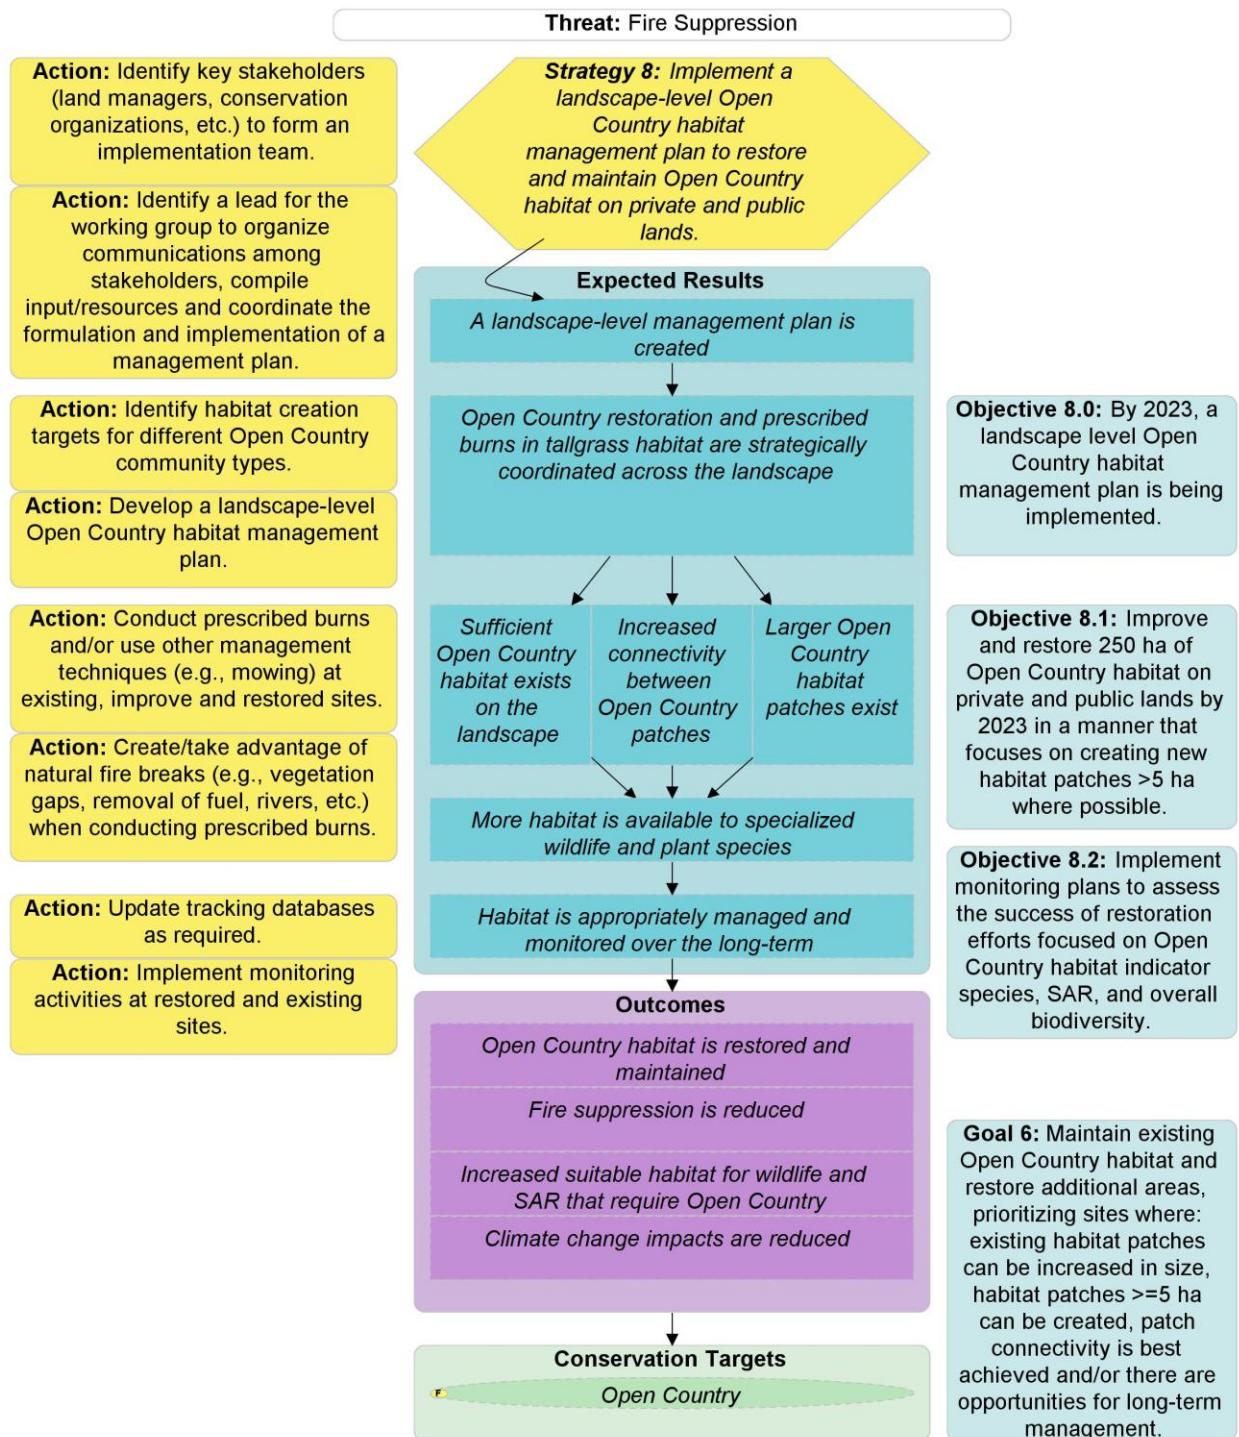 Threat: Fire Suppression
Action: Identify key stakeholders
(land managers, conservation
organizations, etc.) to form an
implementation team.
Action: Identify a lead for the
working group to organize
communications among
stakeholders, compile
input/resources and coordinate the
formulation and implementation of a
management plan.
Action: Identify habitat creation
targets for different Open Country
community types.
Action: Develop a landscape-level
Open Country habitat management
plan.
Action: Conduct prescribed burns
and/or use other management
techniques (e.g., mowing) at
existing, improve and restored sites.
Action: Create/take advantage of
natural fire breaks (e.g., vegetation
gaps, removal of fuel, rivers, etc.)
when conducting prescribed burns.
Action: Update tracking databases
as required.
Action: Implement monitoring
activities at restored and existing
sites.
Strategy 8: Implement a
landscape-level Open
Country habitat
management plan to restore
and maintain Open Country
habitat on private and public
lands.
Expected Results
A landscape-level management plan is
created
Open Country restoration and prescribed
burns in tallgrass habitat are strategically
coordinated across the landscape
Sufficient
Open Country
habitat exists
on the
landscape
Increased
connectivity
between
Open Country
patches
Larger Open
Country
habitat
patches exist
More habitat is available to specialized
wildlife and plant species
Habitat is appropriately managed and
monitored over the long-term
Outcomes
Open Country habitat is restored and
maintained
Fire suppression is reduced
Increased suitable habitat for wildlife and
SAR that require Open Country
Climate change impacts are reduced
Conservation Targets
F
Open Country
Objective 8.0: By 2023, a
landscape level Open
Country habitat
management plan is being
implemented.
Objective 8.1: Improve
and restore 250 ha of
Open Country habitat on
private and public lands by
2023 in a manner that
focuses on creating new
habitat patches >5 ha
where possible.
Objective 8.2: Implement
monitoring plans to assess
the success of restoration
efforts focused on Open
Country habitat indicator
species, SAR, and overall
biodiversity.
Goal 6: Maintain existing
Open Country habitat and
restore additional areas,
prioritizing sites where:
existing habitat patches
can be increased in size,
habitat patches >=5 ha
can be created, patch
connectivity is best
achieved and/or there are
opportunities for long-term
management.